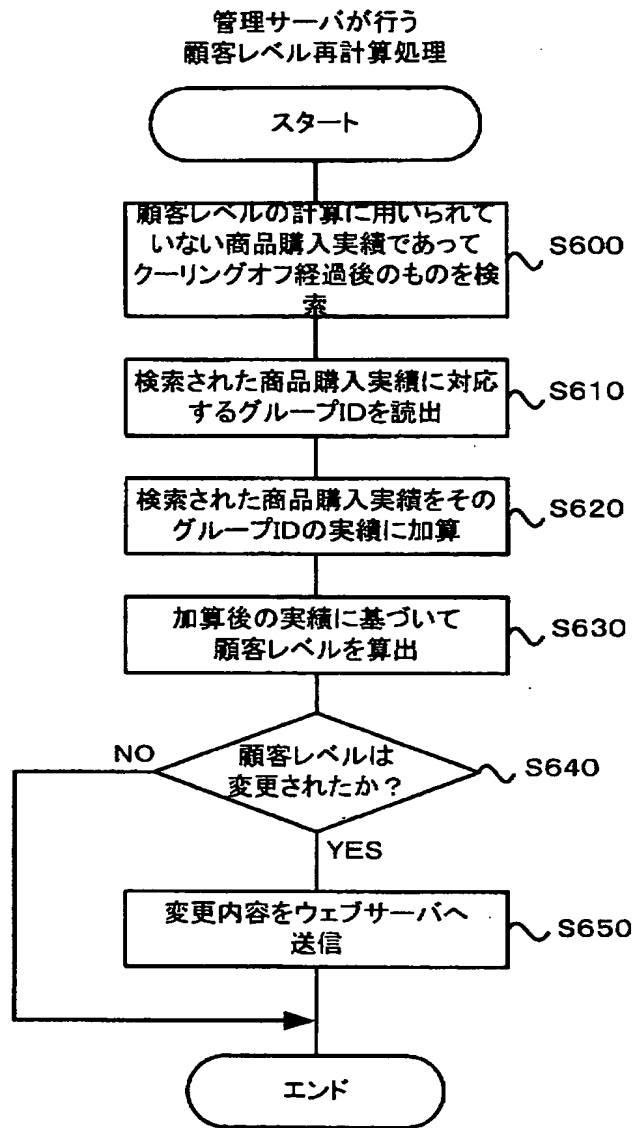 管理サーバが行う
顧客レベル再計算処理
スタート
顧客レベルの計算に用いられて
いない商品購入実績であって
クーリングオフ経過後のものを検
索
S600
検索された商品購入実績に対応
するグループIDを読出
S610
検索された商品購入実績をその
グループIDの実績に加算
S620
加算後の実績に基づいて
顧客レベルを算出
S630
顧客レベルは
変更されたか？
S640
NO
YES
変更内容をウェブサーバへ
送信
S650
エンド